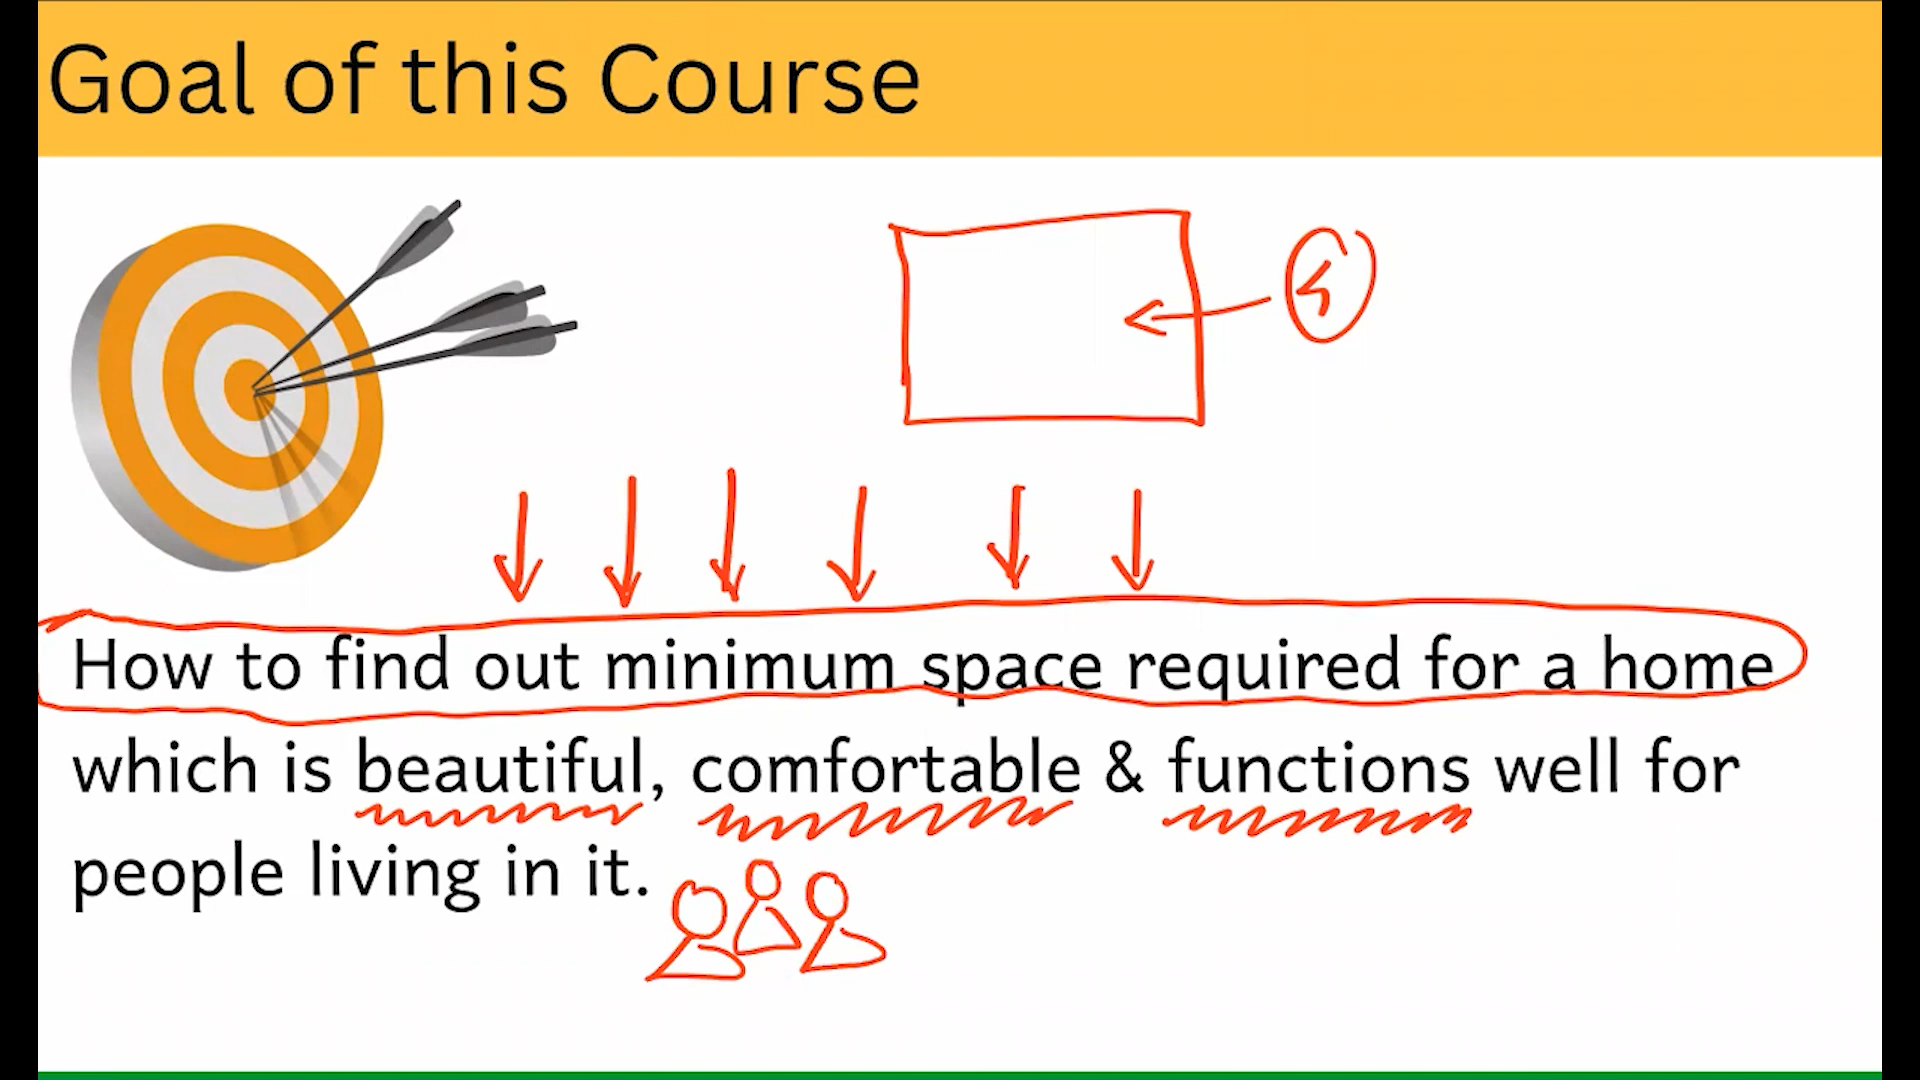 Goal of this Course
How to find out minimum space required for a home
which is beautiful, comfortable & functions well for
people living in it.